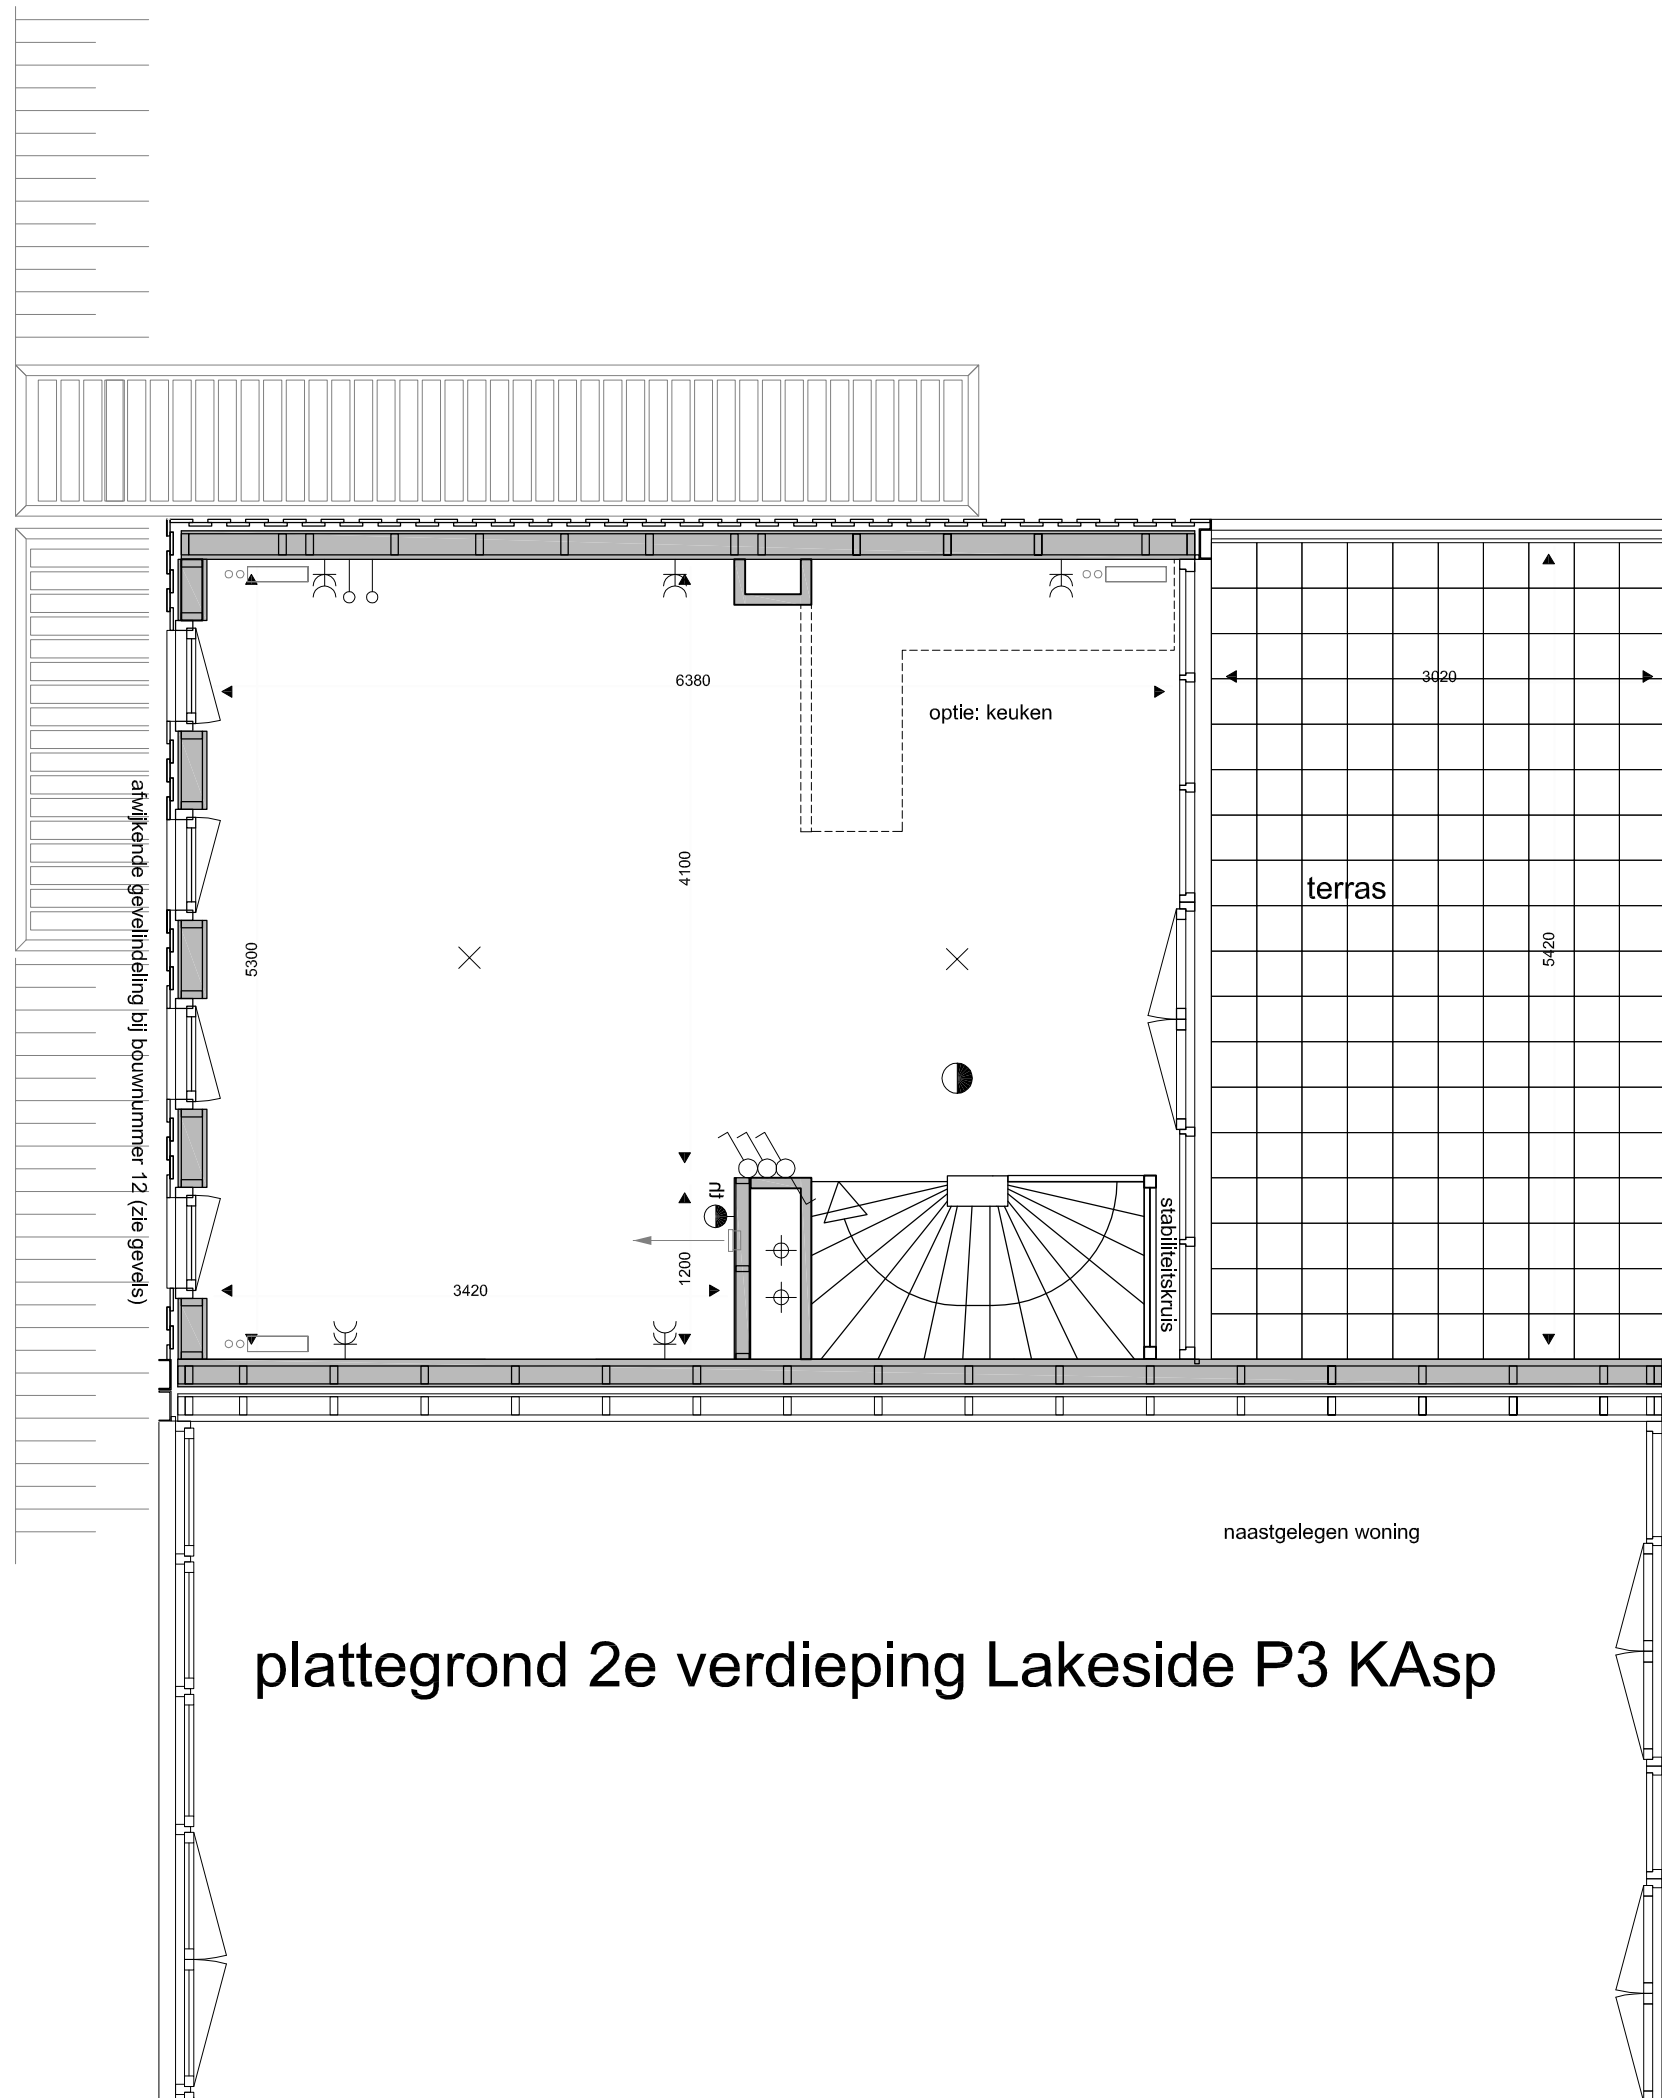 6380
3020
optie: keuken
4100
terras
5300
5420
afwijkende gevelindeling bij bouwnummer 12 (zie gevels)
stabiliteitskruis
1200
3420
naastgelegen woning
plattegrond 2e verdieping Lakeside P3 KAsp